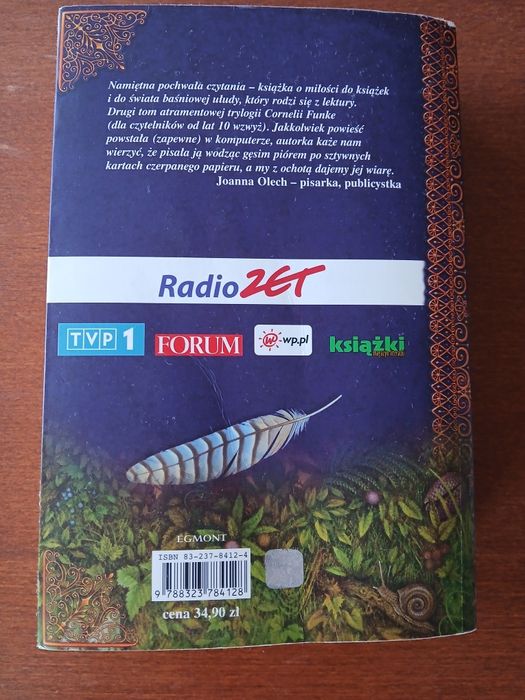 Namiętna pochwała czytania – książka o miłości do książek
i do świata baśniowej ułudy, który rodzi się z lektury.
Drugi tom atramentowej trylogii Cornelii Funke
(dla czytelników od lat 10 wzwyż). Jakkolwiek powieść
powstała (zapewne) w komputerze, autorka każe nam
wierzyć, że pisała ją wodząc gęsim piórem po sztywnych
kartach czerpanego papieru, a my z ochotą dajemy jej wiarę.
Joanna Olech – pisarka, publicystka
Radio ZET
TVP 1
FORUM
w wp.pl
książki
EGMONT
ISBN 83-237-8412-4
9 788323 784128
cena 34,90 zł